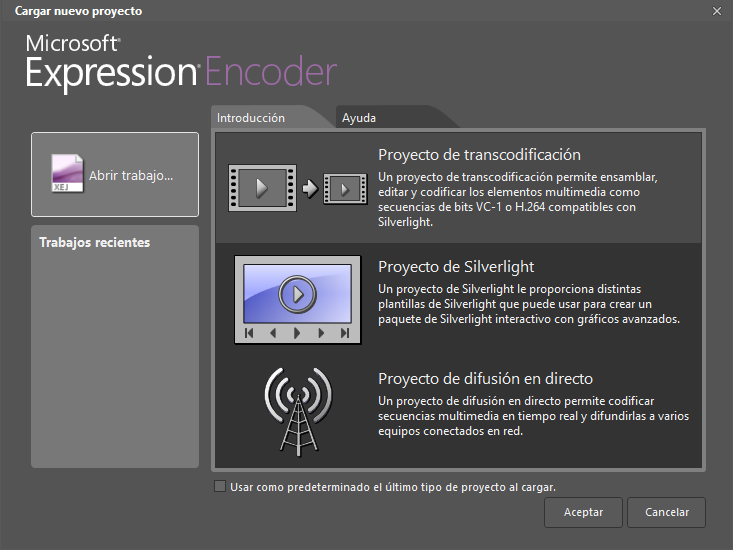 Cargar nuevo proyecto
Microsoft®
Expression® Encoder
Introducción
Ayuda
XEJ
Abrir trabajo...
Trabajos recientes
Proyecto de transcodificación
Un proyecto de transcodificación permite ensamblar,
editar y codificar los elementos multimedia como
secuencias de bits VC-1 o H.264 compatibles con
Silverlight.
Proyecto de Silverlight
Un proyecto de Silverlight le proporciona distintas
plantillas de Silverlight que puede usar para crear un
paquete de Silverlight interactivo con gráficos avanzados.
Proyecto de difusión en directo
Un proyecto de difusión en directo permite codificar
secuencias multimedia en tiempo real y difundirlas a varios
equipos conectados en red.
Usar como predeterminado el último tipo de proyecto al cargar.
Aceptar
Cancelar